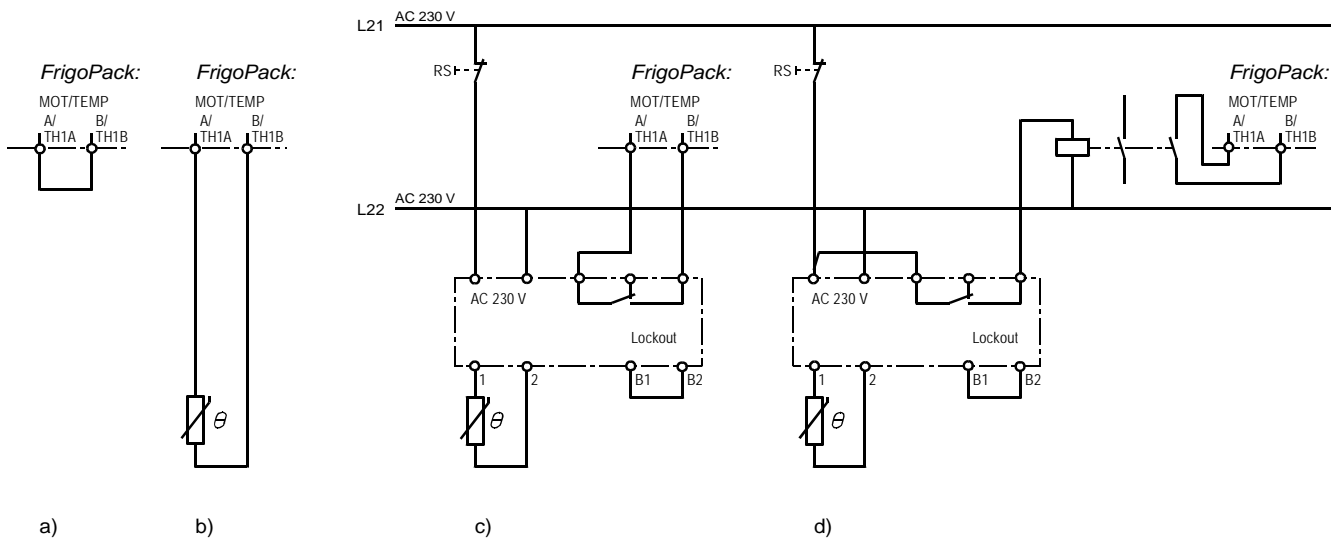 L21
AC 230 V
RS
RS
FrigoPack:
FrigoPack:
FrigoPack:
FrigoPack:
MOT/TEMP
A/
TH1A
B/
TH1B
MOT/TEMP
A/
TH1A
B/
TH1B
MOT/TEMP
A/
TH1A
B/
TH1B
MOT/TEMP
A/
TH1A
B/
TH1B
L22
AC 230 V
AC 230 V
Lockout
1
2
B1
B2
AC 230 V
Lockout
1
2
B1
B2
θ
θ
θ
a)
b)
c)
d)